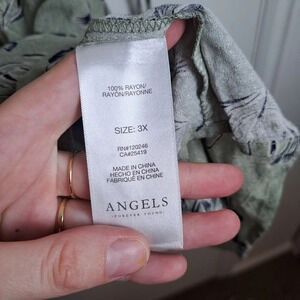 100% RAYON/
RAYON/RAYONNE
SIZE: 3X
RN#120246
CA#25419
MADE IN CHINA
HECHO EN CHINA
FABRIQUÉ EN CHINE
ANGELS
FOREVER YOUNG